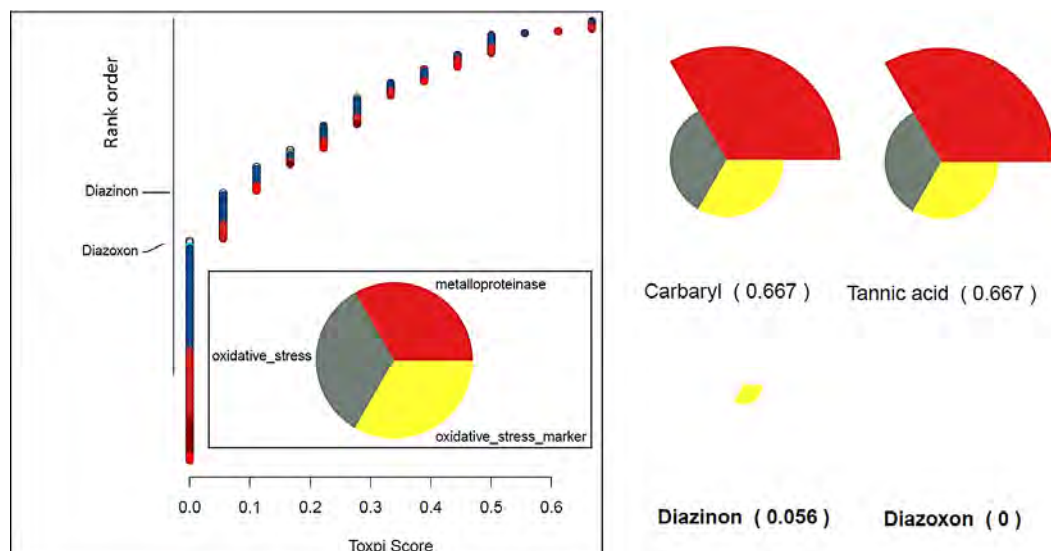 Rank order
Diazinon
Diazoxon
metalloproteinase
oxidative_stress
oxidative_stress_marker
0.0 0.1 0.2 0.3 0.4 0.5 0.6
Toxpi Score
Carbaryl ( 0.667 ) Tannic acid ( 0.667 )
Diazinon ( 0.056 ) Diazoxon ( 0 )